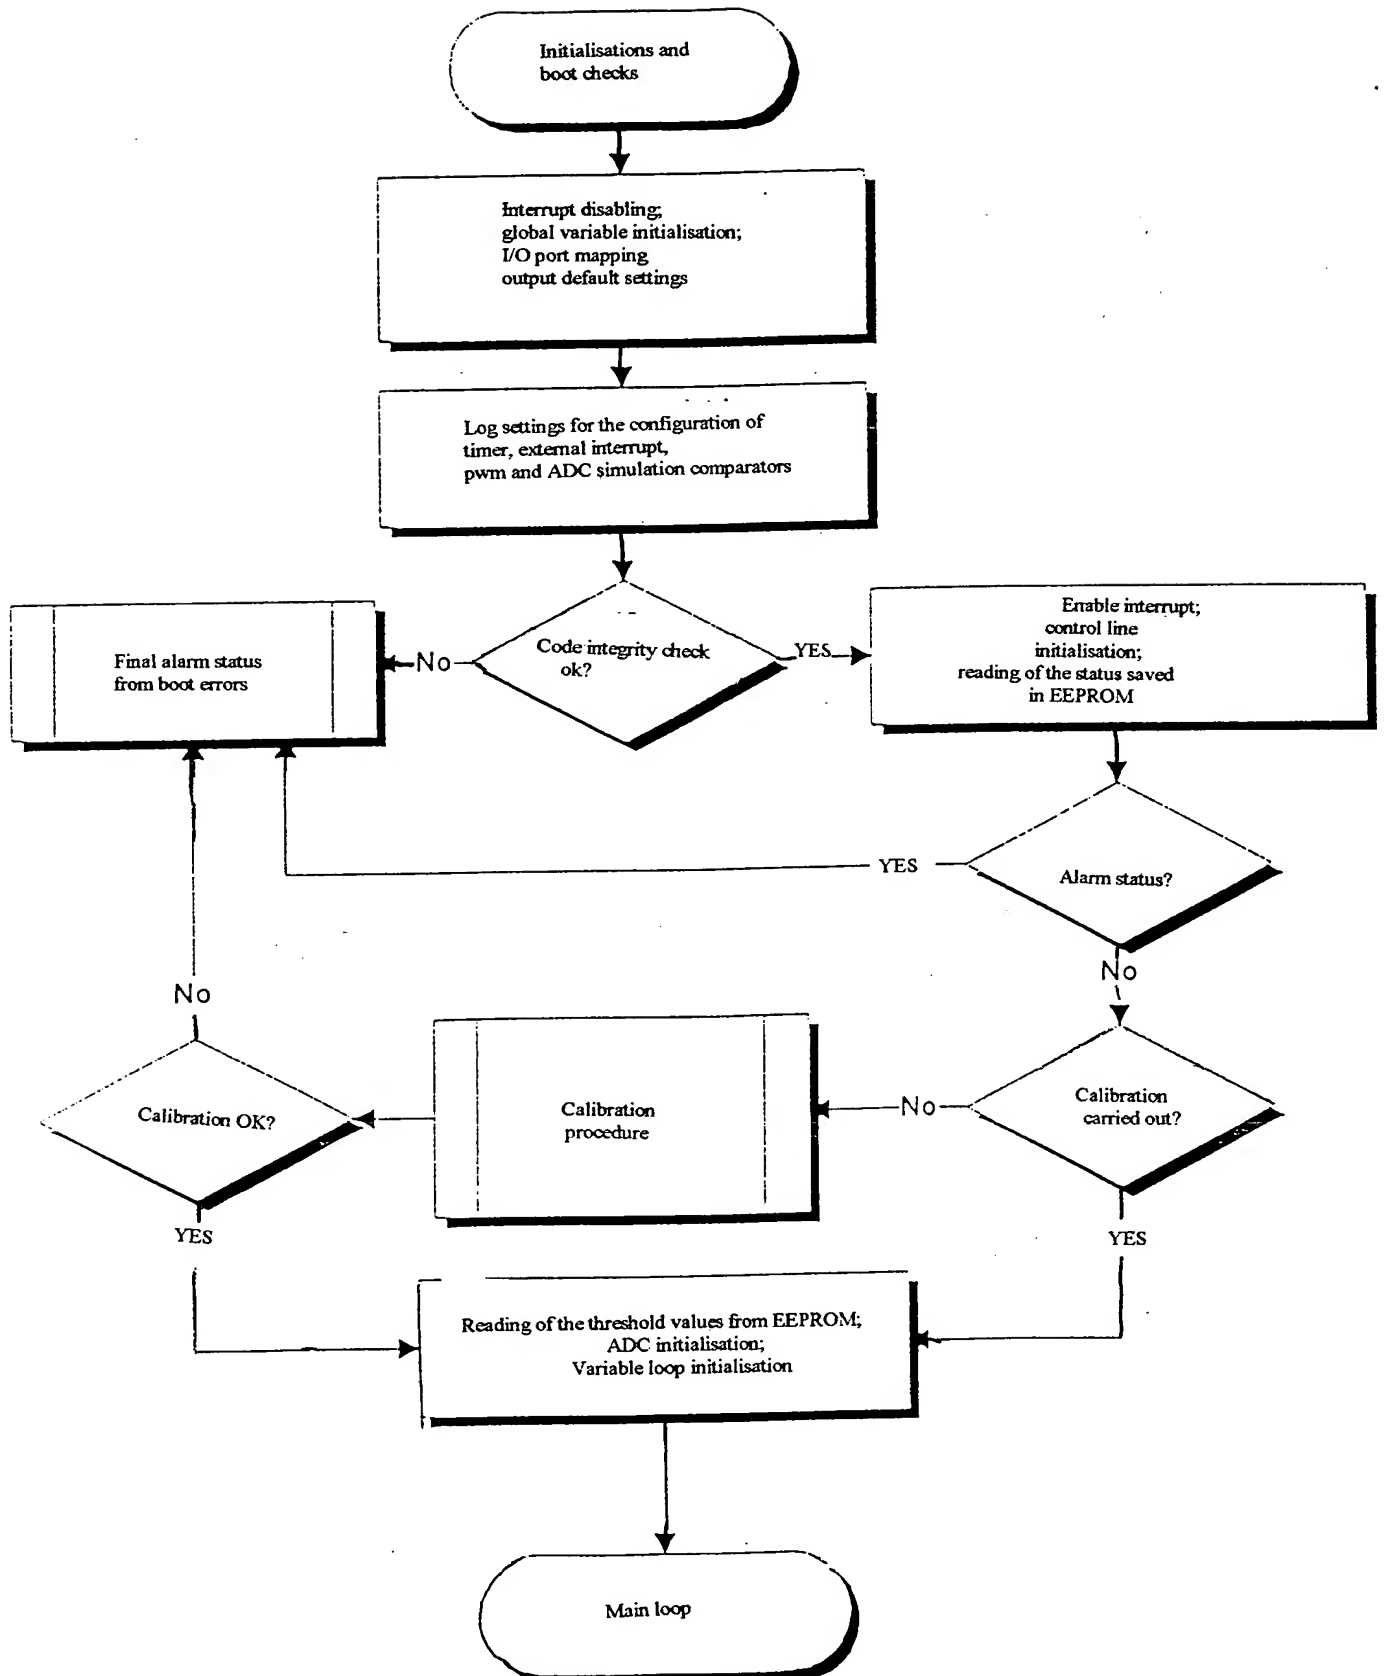 Initialisations and
boot checks
Interrupt disabling;
global variable initialisation;
I/O port mapping
output default settings
Log settings for the configuration of
timer, external interrupt,
pwm and ADC simulation comparators
Code integrity check
ok?
No
YES
Final alarm status
from boot errors
Enable interrupt;
control line
initialisation;
reading of the status saved
in EEPROM
YES
Alarm status?
No
No
Calibration OK?
Calibration
procedure
No
Calibration
carried out?
YES
YES
Reading of the threshold values from EEPROM;
ADC initialisation;
Variable loop initialisation
Main loop